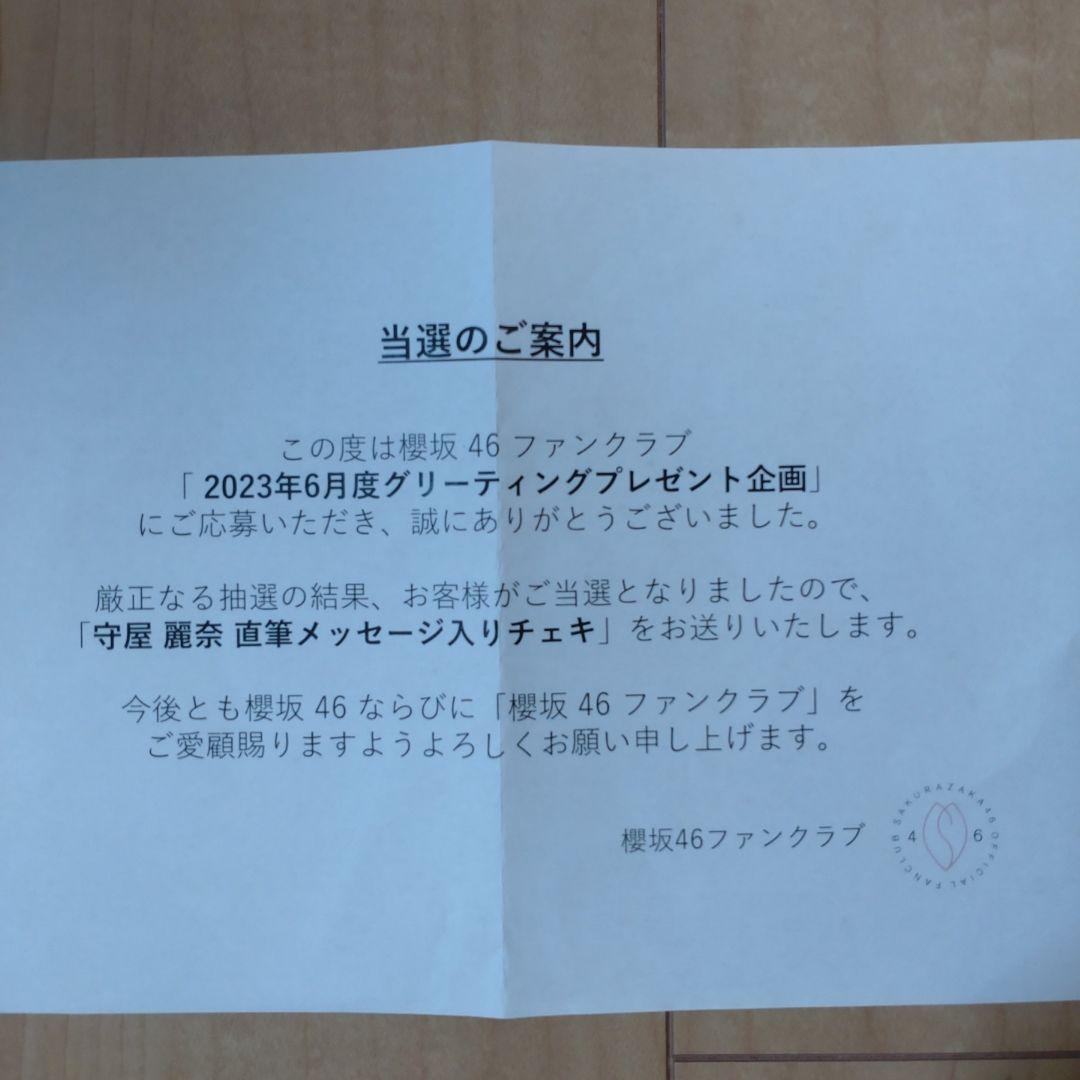 当選のご案内
この度は櫻坂 46 ファンクラブ
「 2023年6月度グリーティングプレゼント企画」
にご応募いただき、誠にありがとうございました。
厳正なる抽選の結果、お客様がご当選となりましたので、
「守屋 麗奈 直筆メッセージ入りチェキ」をお送りいたします。
今後とも櫻坂 46 ならびに「櫻坂 46 ファンクラブ」を
ご愛顧賜りますようよろしくお願い申し上げます。
櫻坂46ファンクラブ
SAKURAZAKA46 OFFICIAL FANCLUB
4 6